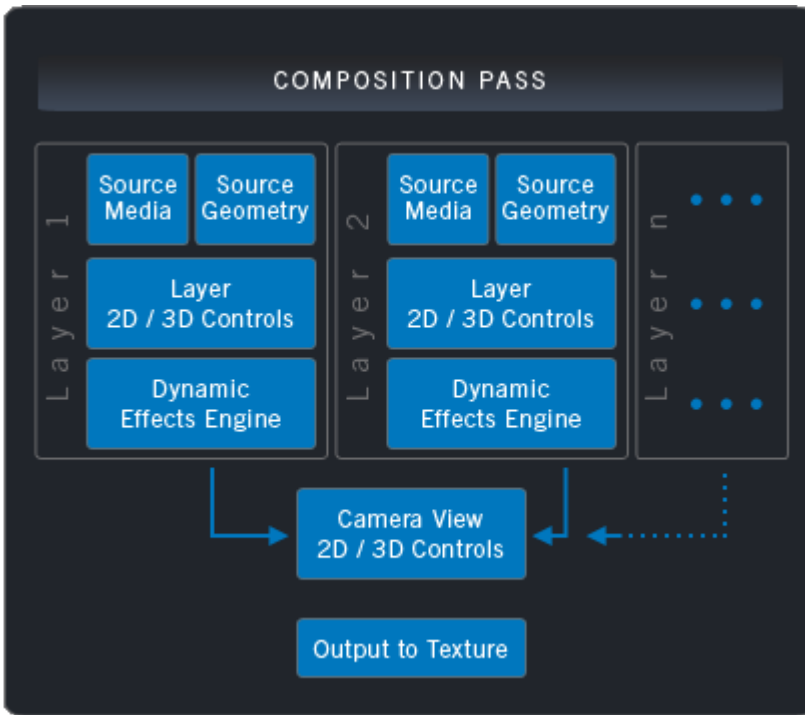 COMPOSITION PASS
Layer 1
Source
Media
Source
Geometry
Layer
2D / 3D Controls
Dynamic
Effects Engine
Layer 2
Source
Media
Source
Geometry
Layer
2D / 3D Controls
Dynamic
Effects Engine
Layer n
Camera View
2D / 3D Controls
Output to Texture